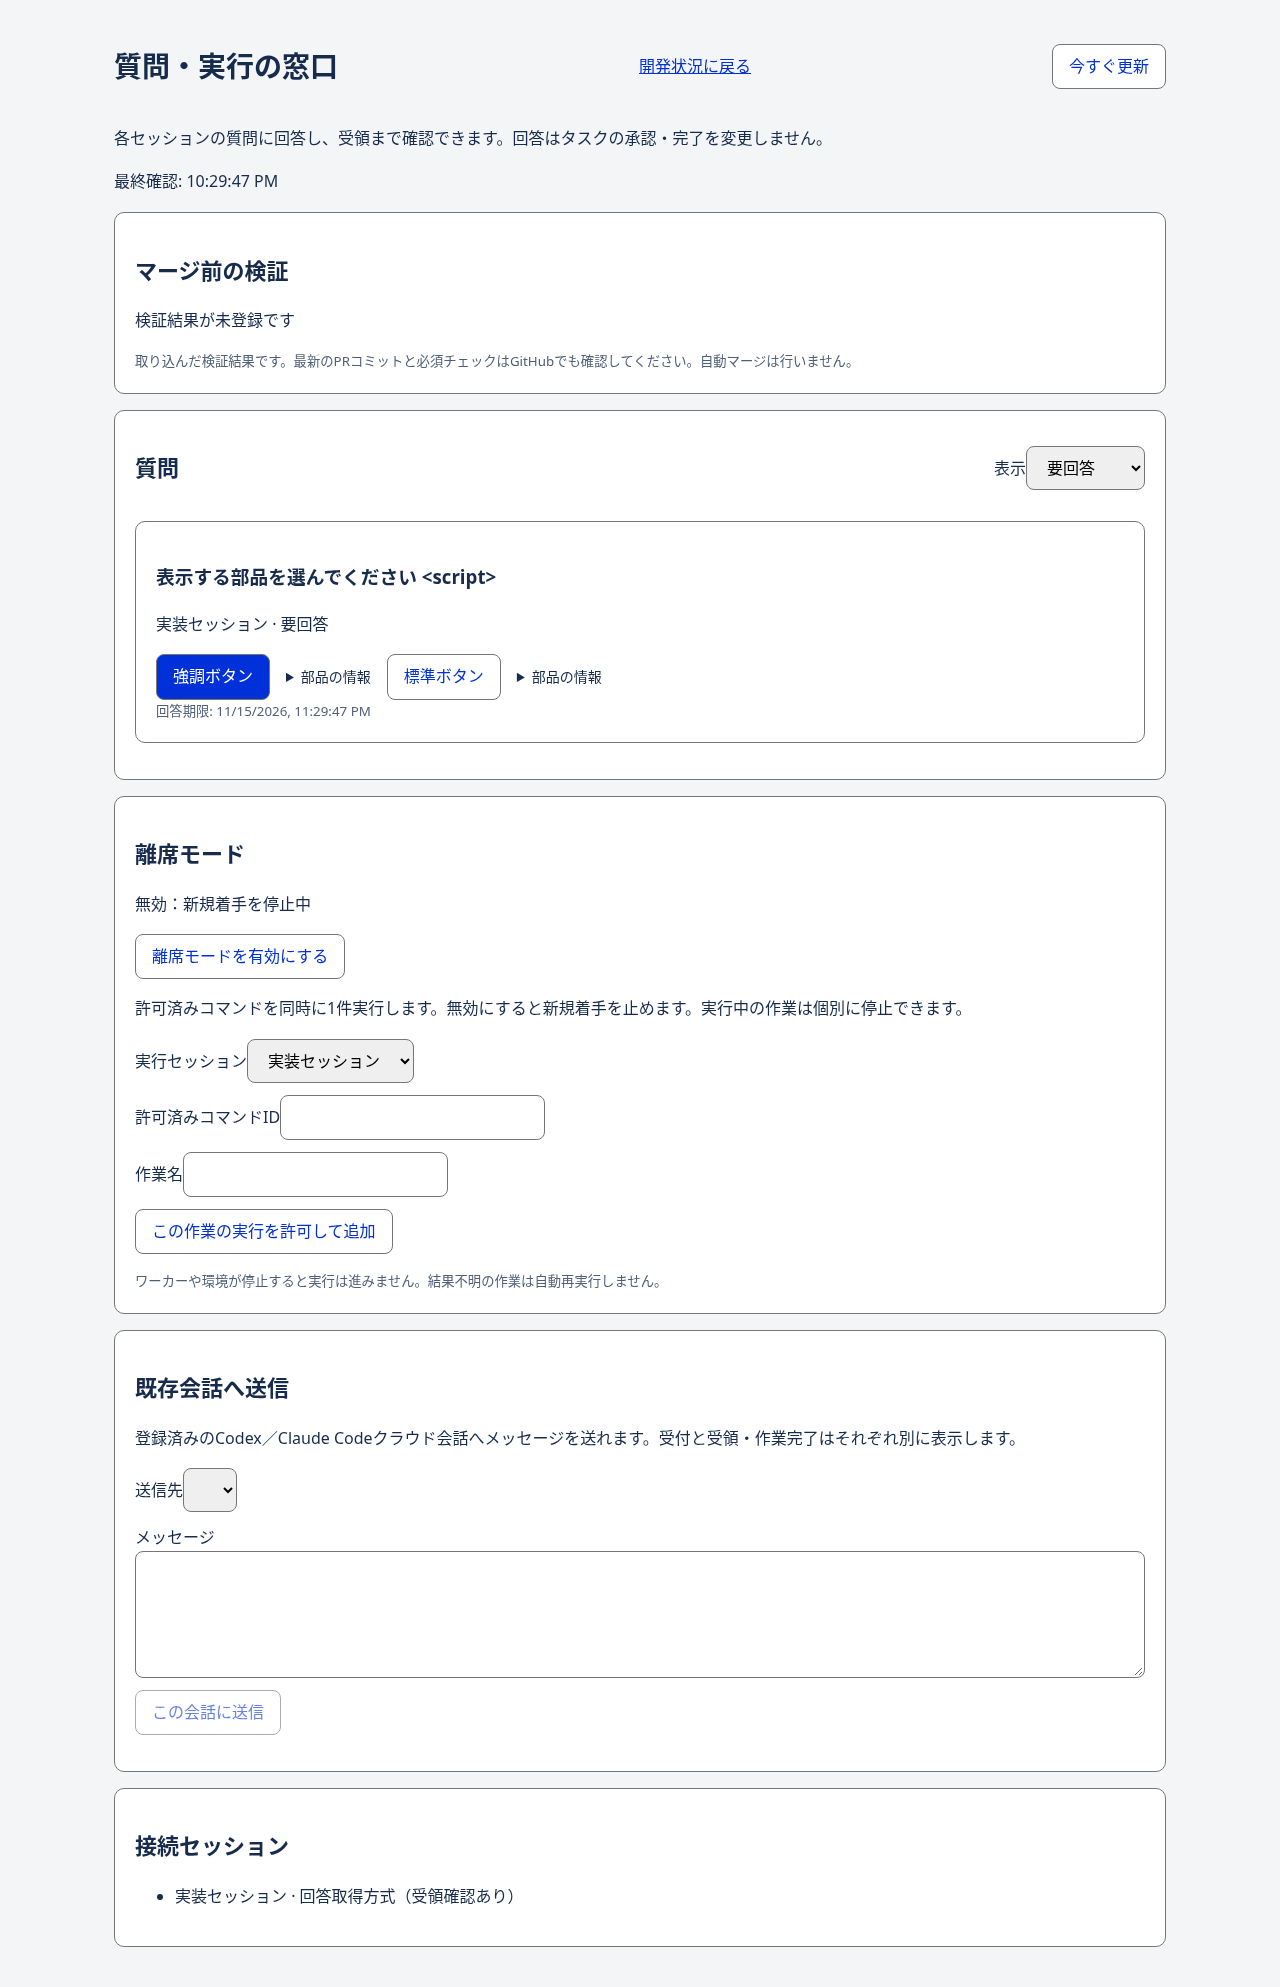 質問・実行の窓口
開発状況に戻る
今すぐ更新
各セッションの質問に回答し、受領まで確認できます。回答はタスクの承認・完了を変更しません。
最終確認: 10:29:47 PM
マージ前の検証
検証結果が未登録です
取り込んだ検証結果です。最新のPRコミットと必須チェックはGitHubでも確認してください。自動マージは行いません。
質問
表示 要回答
表示する部品を選んでください <script>
実装セッション · 要回答
強調ボタン ▶ 部品の情報 標準ボタン ▶ 部品の情報
回答期限: 11/15/2026, 11:29:47 PM
離席モード
無効：新規着手を停止中
離席モードを有効にする
許可済みコマンドを同時に1件実行します。無効にすると新規着手を止めます。実行中の作業は個別に停止できます。
実行セッション 実装セッション
許可済みコマンドID
作業名
この作業の実行を許可して追加
ワーカーや環境が停止すると実行は進みません。結果不明の作業は自動再実行しません。
既存会話へ送信
登録済みのCodex／Claude Codeクラウド会話へメッセージを送れます。受付と受領・作業完了はそれぞれ別に表示します。
送信先
メッセージ
この会話に送信
接続セッション
• 実装セッション · 回答取得方式（受領確認あり）